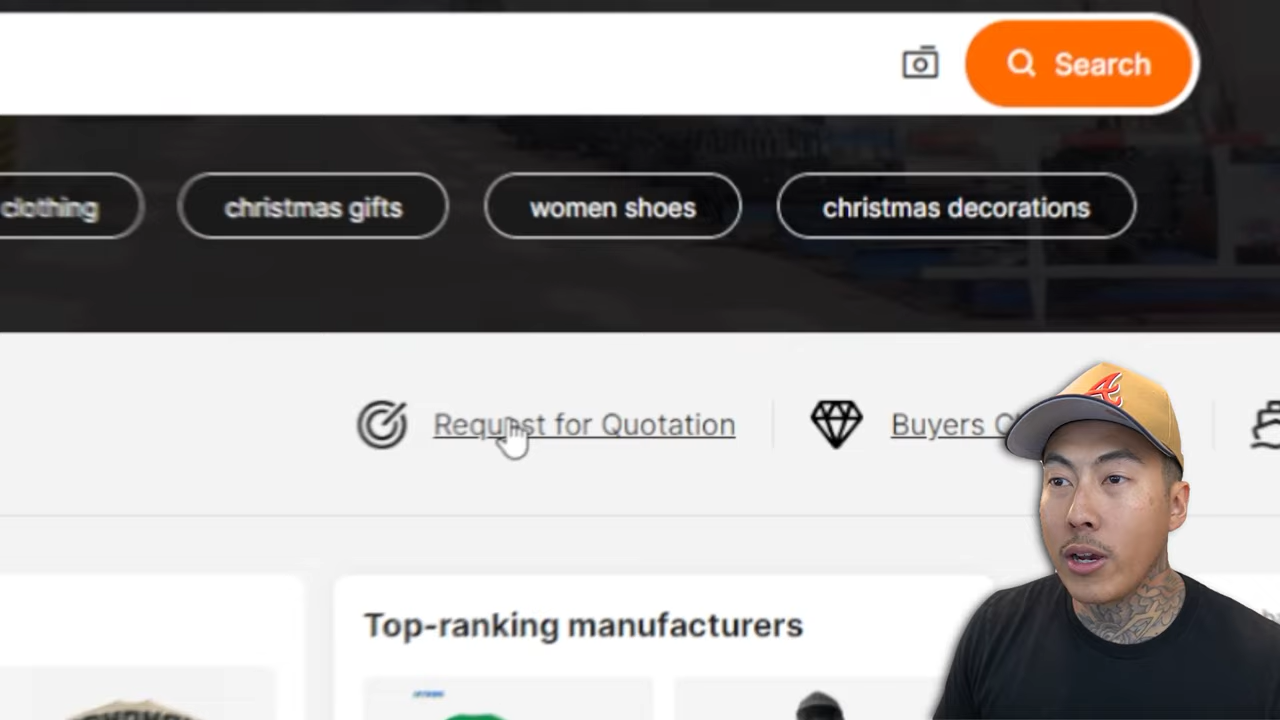 Search
clothing
christmas gifts
women shoes
christmas decorations
Request for Quotation
Buyers
Top-ranking manufacturers